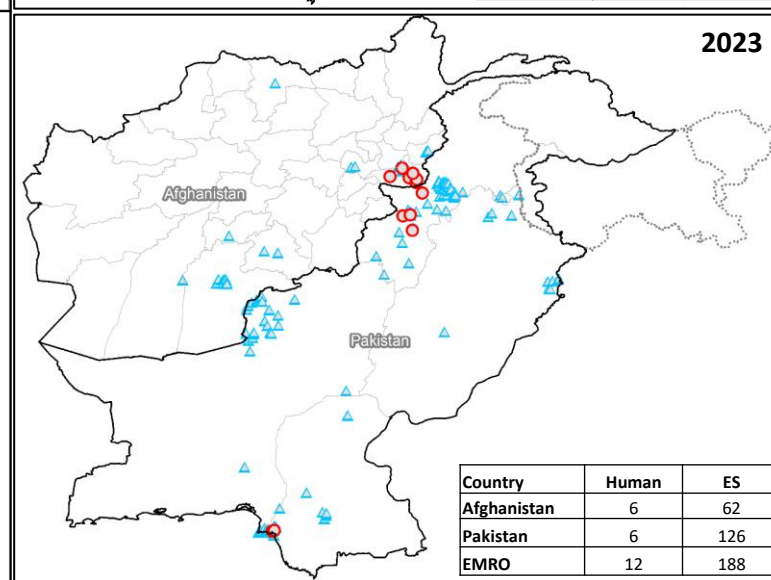 2023
Afghanistan
Pakistan
Country Human ES
Afghanistan 6 62
Pakistan 6 126
EMRO 12 188